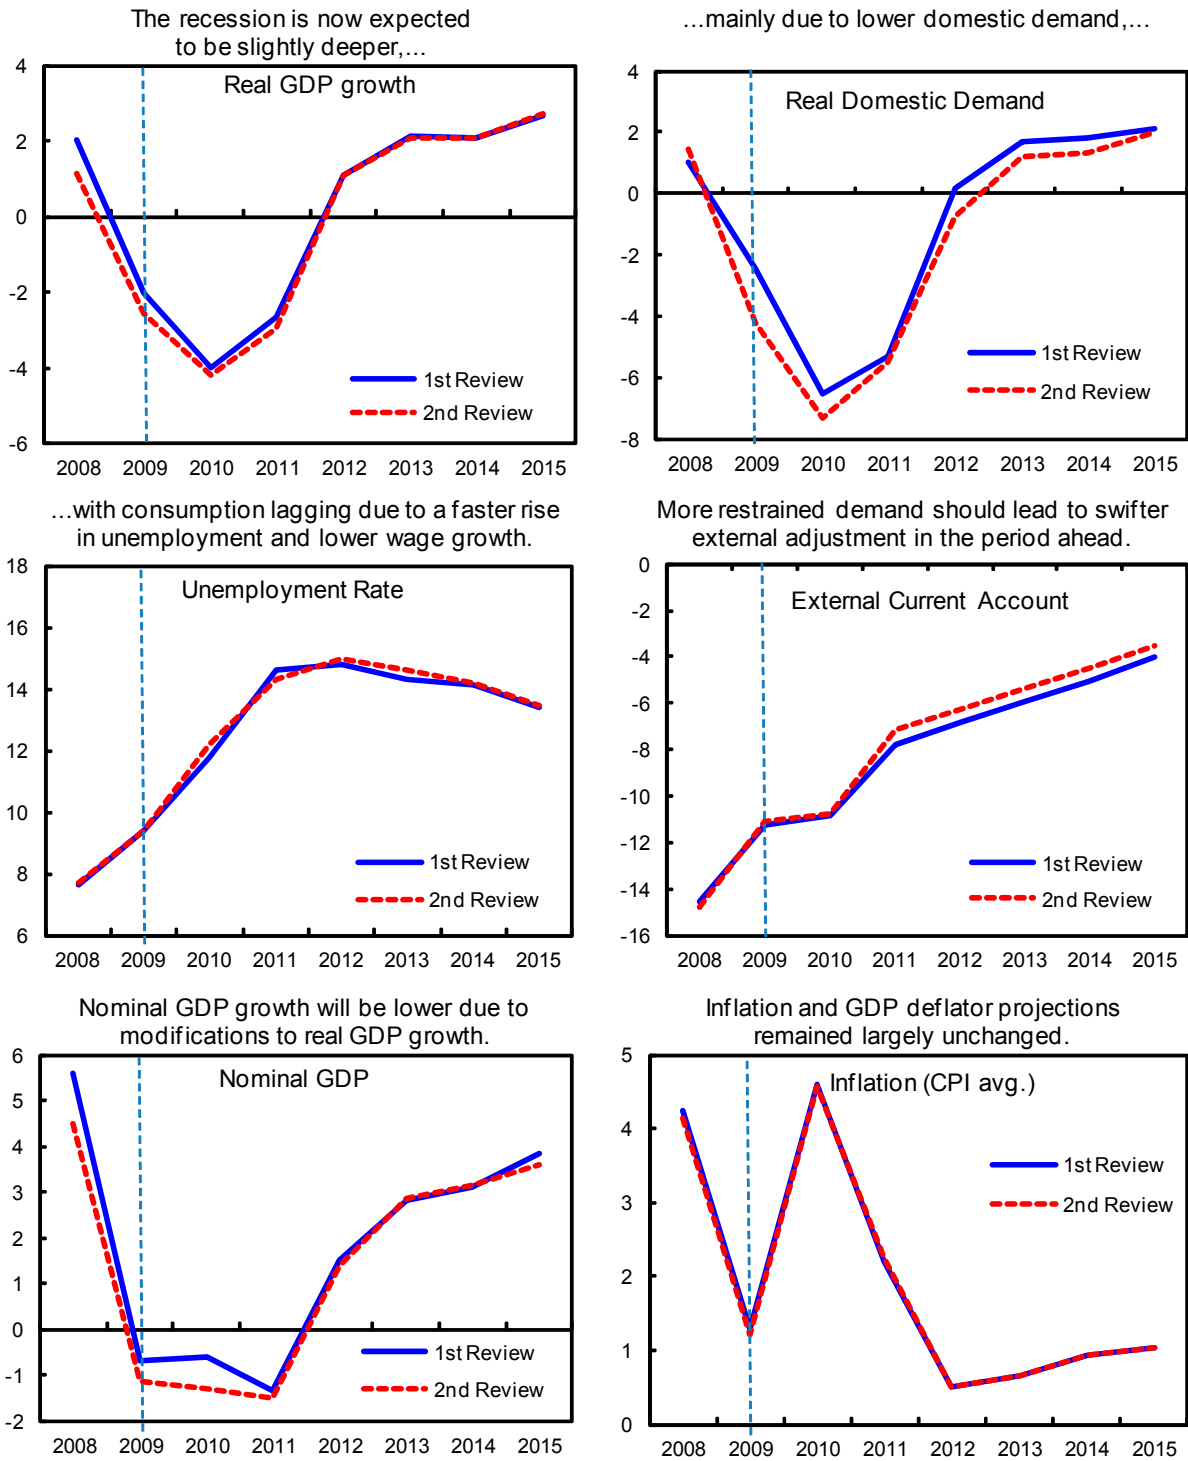 The recession is now expected
to be slightly deeper,...
Real GDP growth
4
2
0
-2
-4
-6
1st Review
2nd Review
2008 2009 2010 2011 2012 2013 2014 2015
...mainly due to lower domestic demand,...
Real Domestic Demand
4
2
0
-2
-4
-6
-8
1st Review
2nd Review
2008 2009 2010 2011 2012 2013 2014 2015
...with consumption lagging due to a faster rise
in unemployment and lower wage growth.
Unemployment Rate
18
16
14
12
10
8
6
1st Review
2nd Review
2008 2009 2010 2011 2012 2013 2014 2015
More restrained demand should lead to swifter
external adjustment in the period ahead.
External Current Account
0
-2
-4
-6
-8
-10
-12
-14
-16
1st Review
2nd Review
2008 2009 2010 2011 2012 2013 2014 2015
Nominal GDP growth will be lower due to
modifications to real GDP growth.
Nominal GDP
6
5
4
3
2
1
0
-1
-2
1st Review
2nd Review
2008 2009 2010 2011 2012 2013 2014 2015
Inflation and GDP deflator projections
remained largely unchanged.
Inflation (CPI avg.)
5
4
3
2
1
0
1st Review
2nd Review
2008 2009 2010 2011 2012 2013 2014 2015